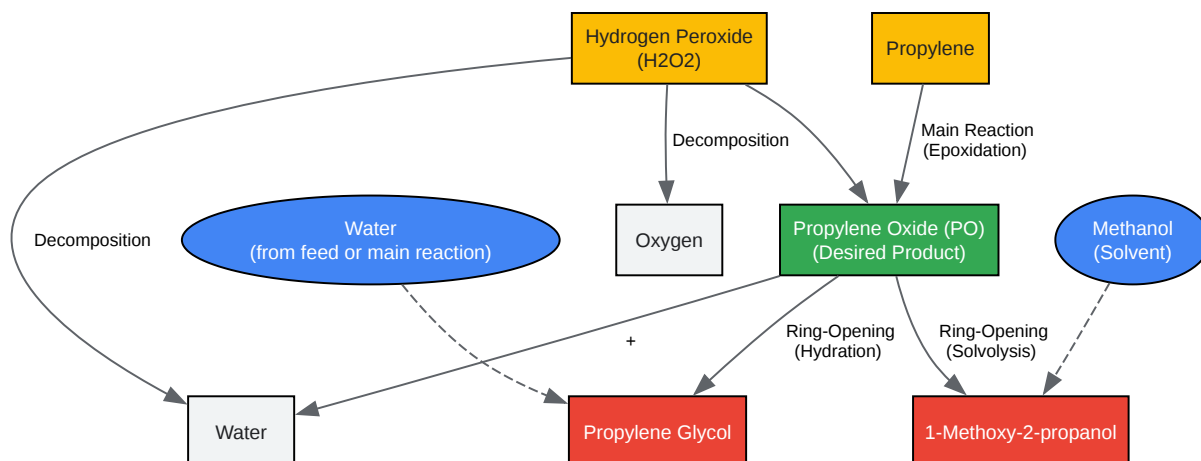 Hydrogen Peroxide
(H2O2)
Propylene
Decomposition
Main Reaction
(Epoxidation)
Decomposition
Water
(from feed or main reaction)
Oxygen
Propylene Oxide (PO)
(Desired Product)
Methanol
(Solvent)
+
Ring-Opening
(Hydration)
Ring-Opening
(Solvolysis)
Water
Propylene Glycol
1-Methoxy-2-propanol